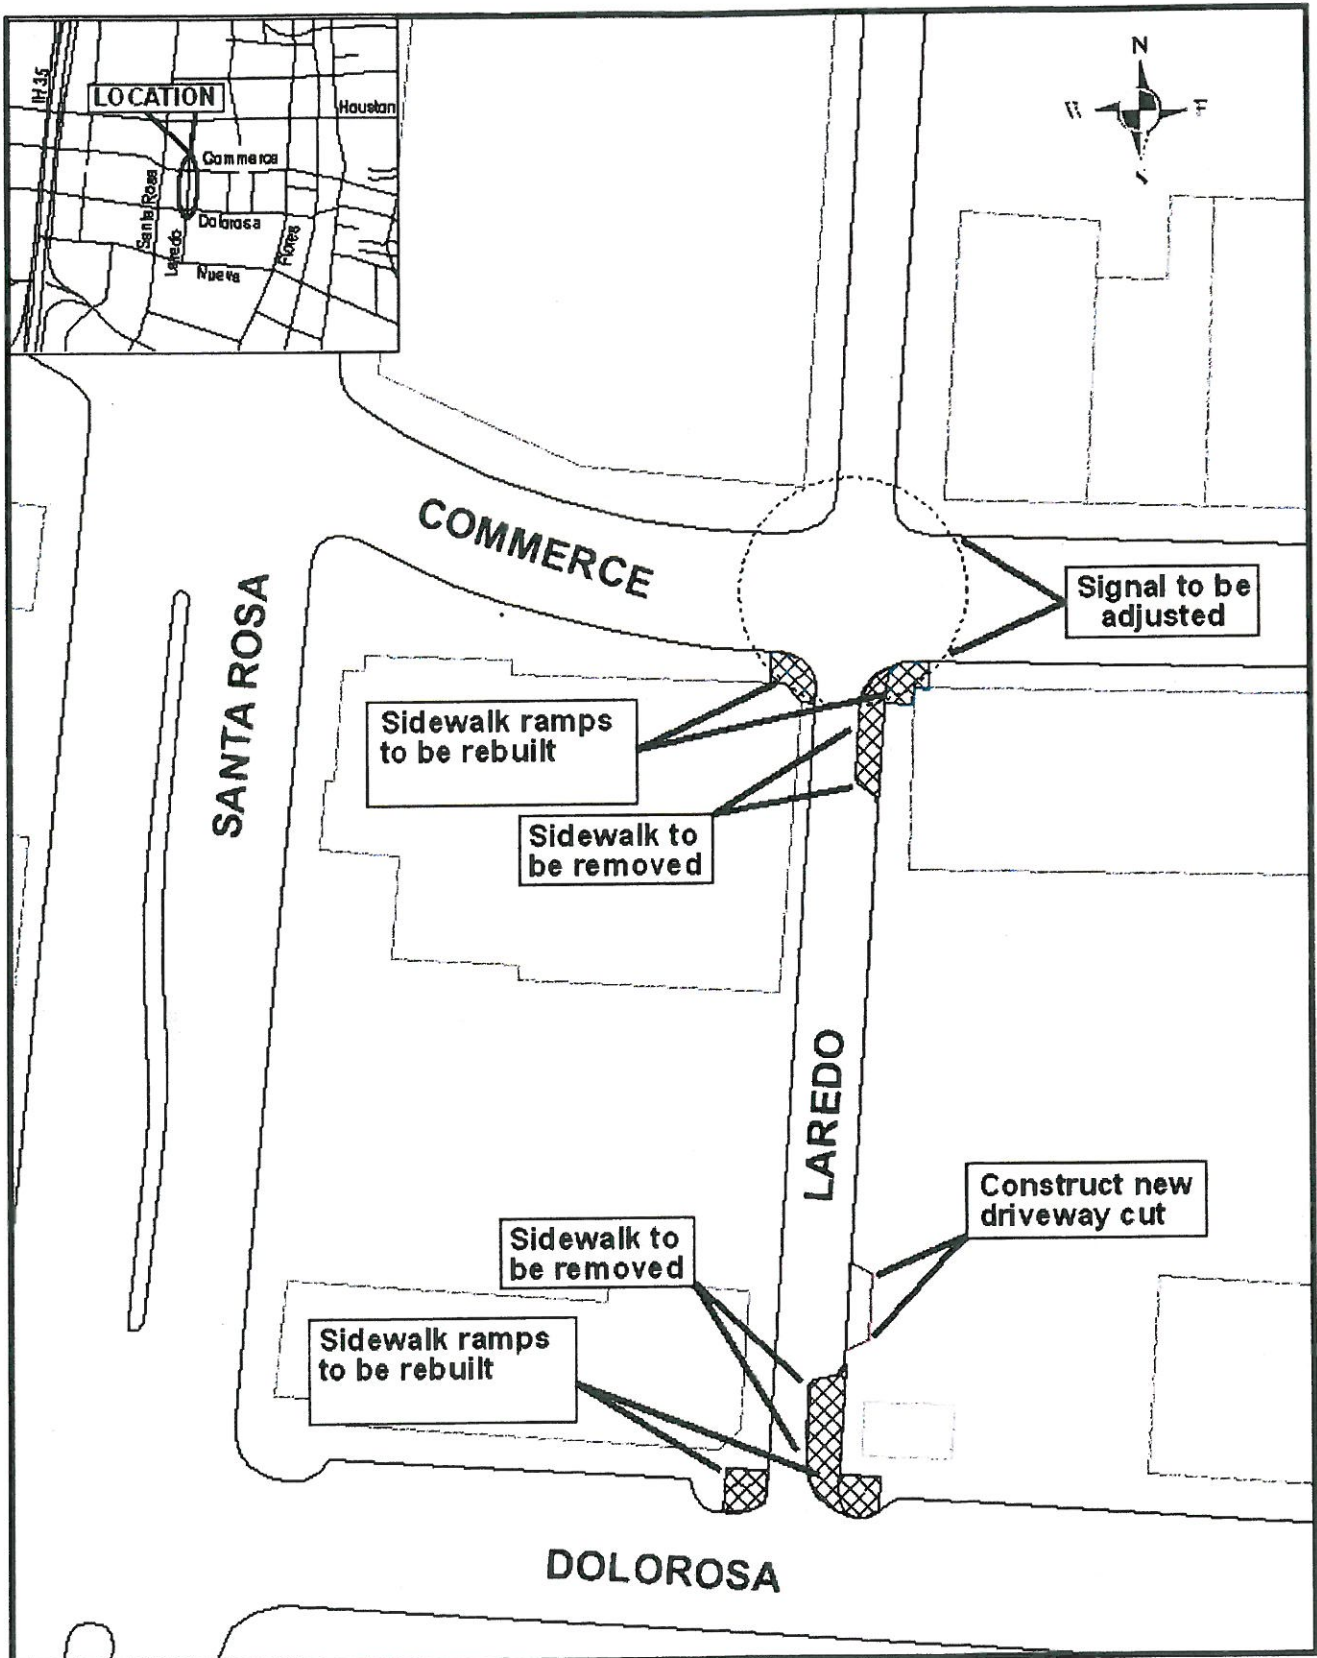 IH 35
LOCATION
Houston
Commerce
Santa Rosa
Dolorosa
Laredo
Flores
Nueva
N
W
E
S
COMMERCE
SANTA ROSA
Signal to be
adjusted
Sidewalk ramps
to be rebuilt
Sidewalk to
be removed
LAREDO
Construct new
driveway cut
Sidewalk to
be removed
Sidewalk ramps
to be rebuilt
DOLOROSA